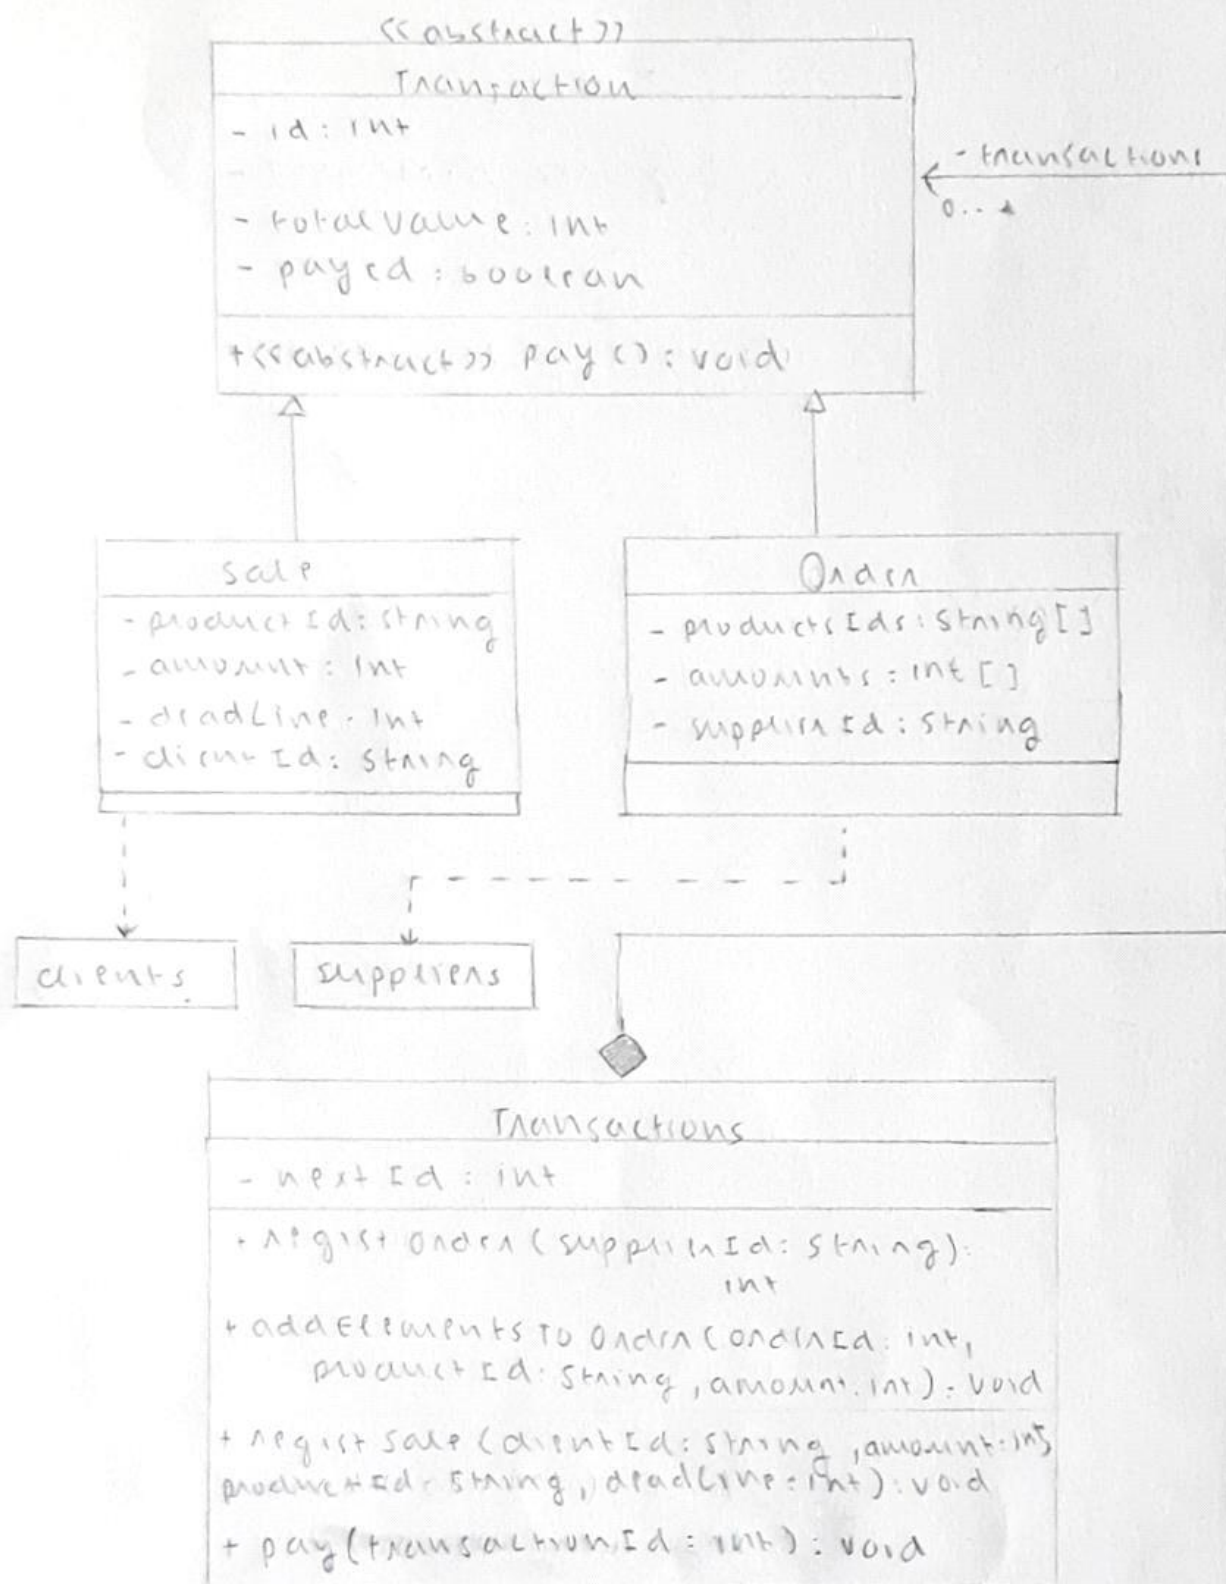 <<abstract>>
Transaction
- id: int
-
- totalValue: int
- payed: boolean
+<<abstract>> pay(): void
- transactions
0..*
Sale
- productId: String
- amount: int
- deadLine: int
- clientId: String
Order
- productsIds: String[]
- amounts: int[]
- supplierId: String
clients
suppliers
Transactions
- nextId: int
+ registOrder(supplierId: String):
int
+ addElementsToOrder(orderId: int,
productId: String, amount: int): void
+ registSale(clientId: String, amount: int,
productId: String, deadLine: int): void
+ pay(transactionId: int): void